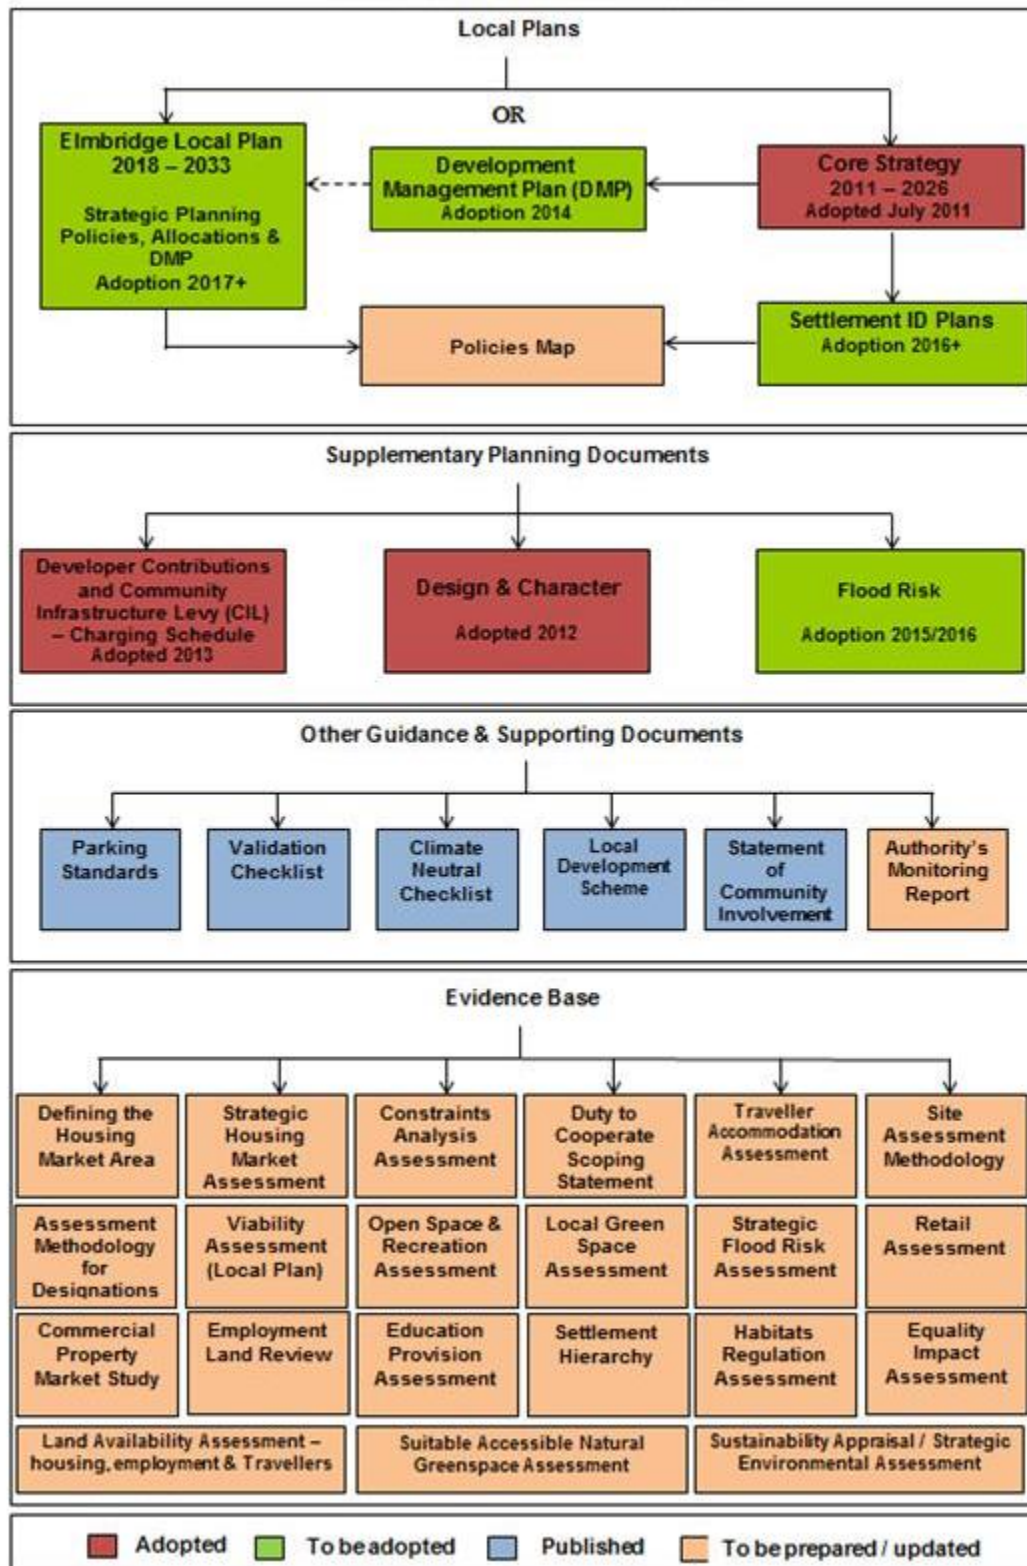 Local Plans
OR
Elmbridge Local Plan
2018 – 2033
Strategic Planning
Policies, Allocations &
DMP
Adoption 2017+
Development
Management Plan (DMP)
Adoption 2014
Core Strategy
2011 – 2026
Adopted July 2011
Policies Map
Settlement ID Plans
Adoption 2016+
Supplementary Planning Documents
Developer Contributions
and Community
Infrastructure Levy (CIL)
– Charging Schedule
Adopted 2013
Design & Character
Adopted 2012
Flood Risk
Adoption 2015/2016
Other Guidance & Supporting Documents
Parking
Standards
Validation
Checklist
Climate
Neutral
Checklist
Local
Development
Scheme
Statement
of
Community
Involvement
Authority's
Monitoring
Report
Evidence Base
Defining the
Housing
Market Area
Strategic
Housing
Market
Assessment
Constraints
Analysis
Assessment
Duty to
Cooperate
Scoping
Statement
Traveller
Accommodation
Assessment
Site
Assessment
Methodology
Assessment
Methodology
for
Designations
Viability
Assessment
(Local Plan)
Open Space &
Recreation
Assessment
Local Green
Space
Assessment
Strategic
Flood Risk
Assessment
Retail
Assessment
Commercial
Property
Market Study
Employment
Land Review
Education
Provision
Assessment
Settlement
Hierarchy
Habitats
Regulation
Assessment
Equality
Impact
Assessment
Land Availability Assessment –
housing, employment & Travellers
Suitable Accessible Natural
Greenspace Assessment
Sustainability Appraisal / Strategic
Environmental Assessment
Adopted
To be adopted
Published
To be prepared / updated